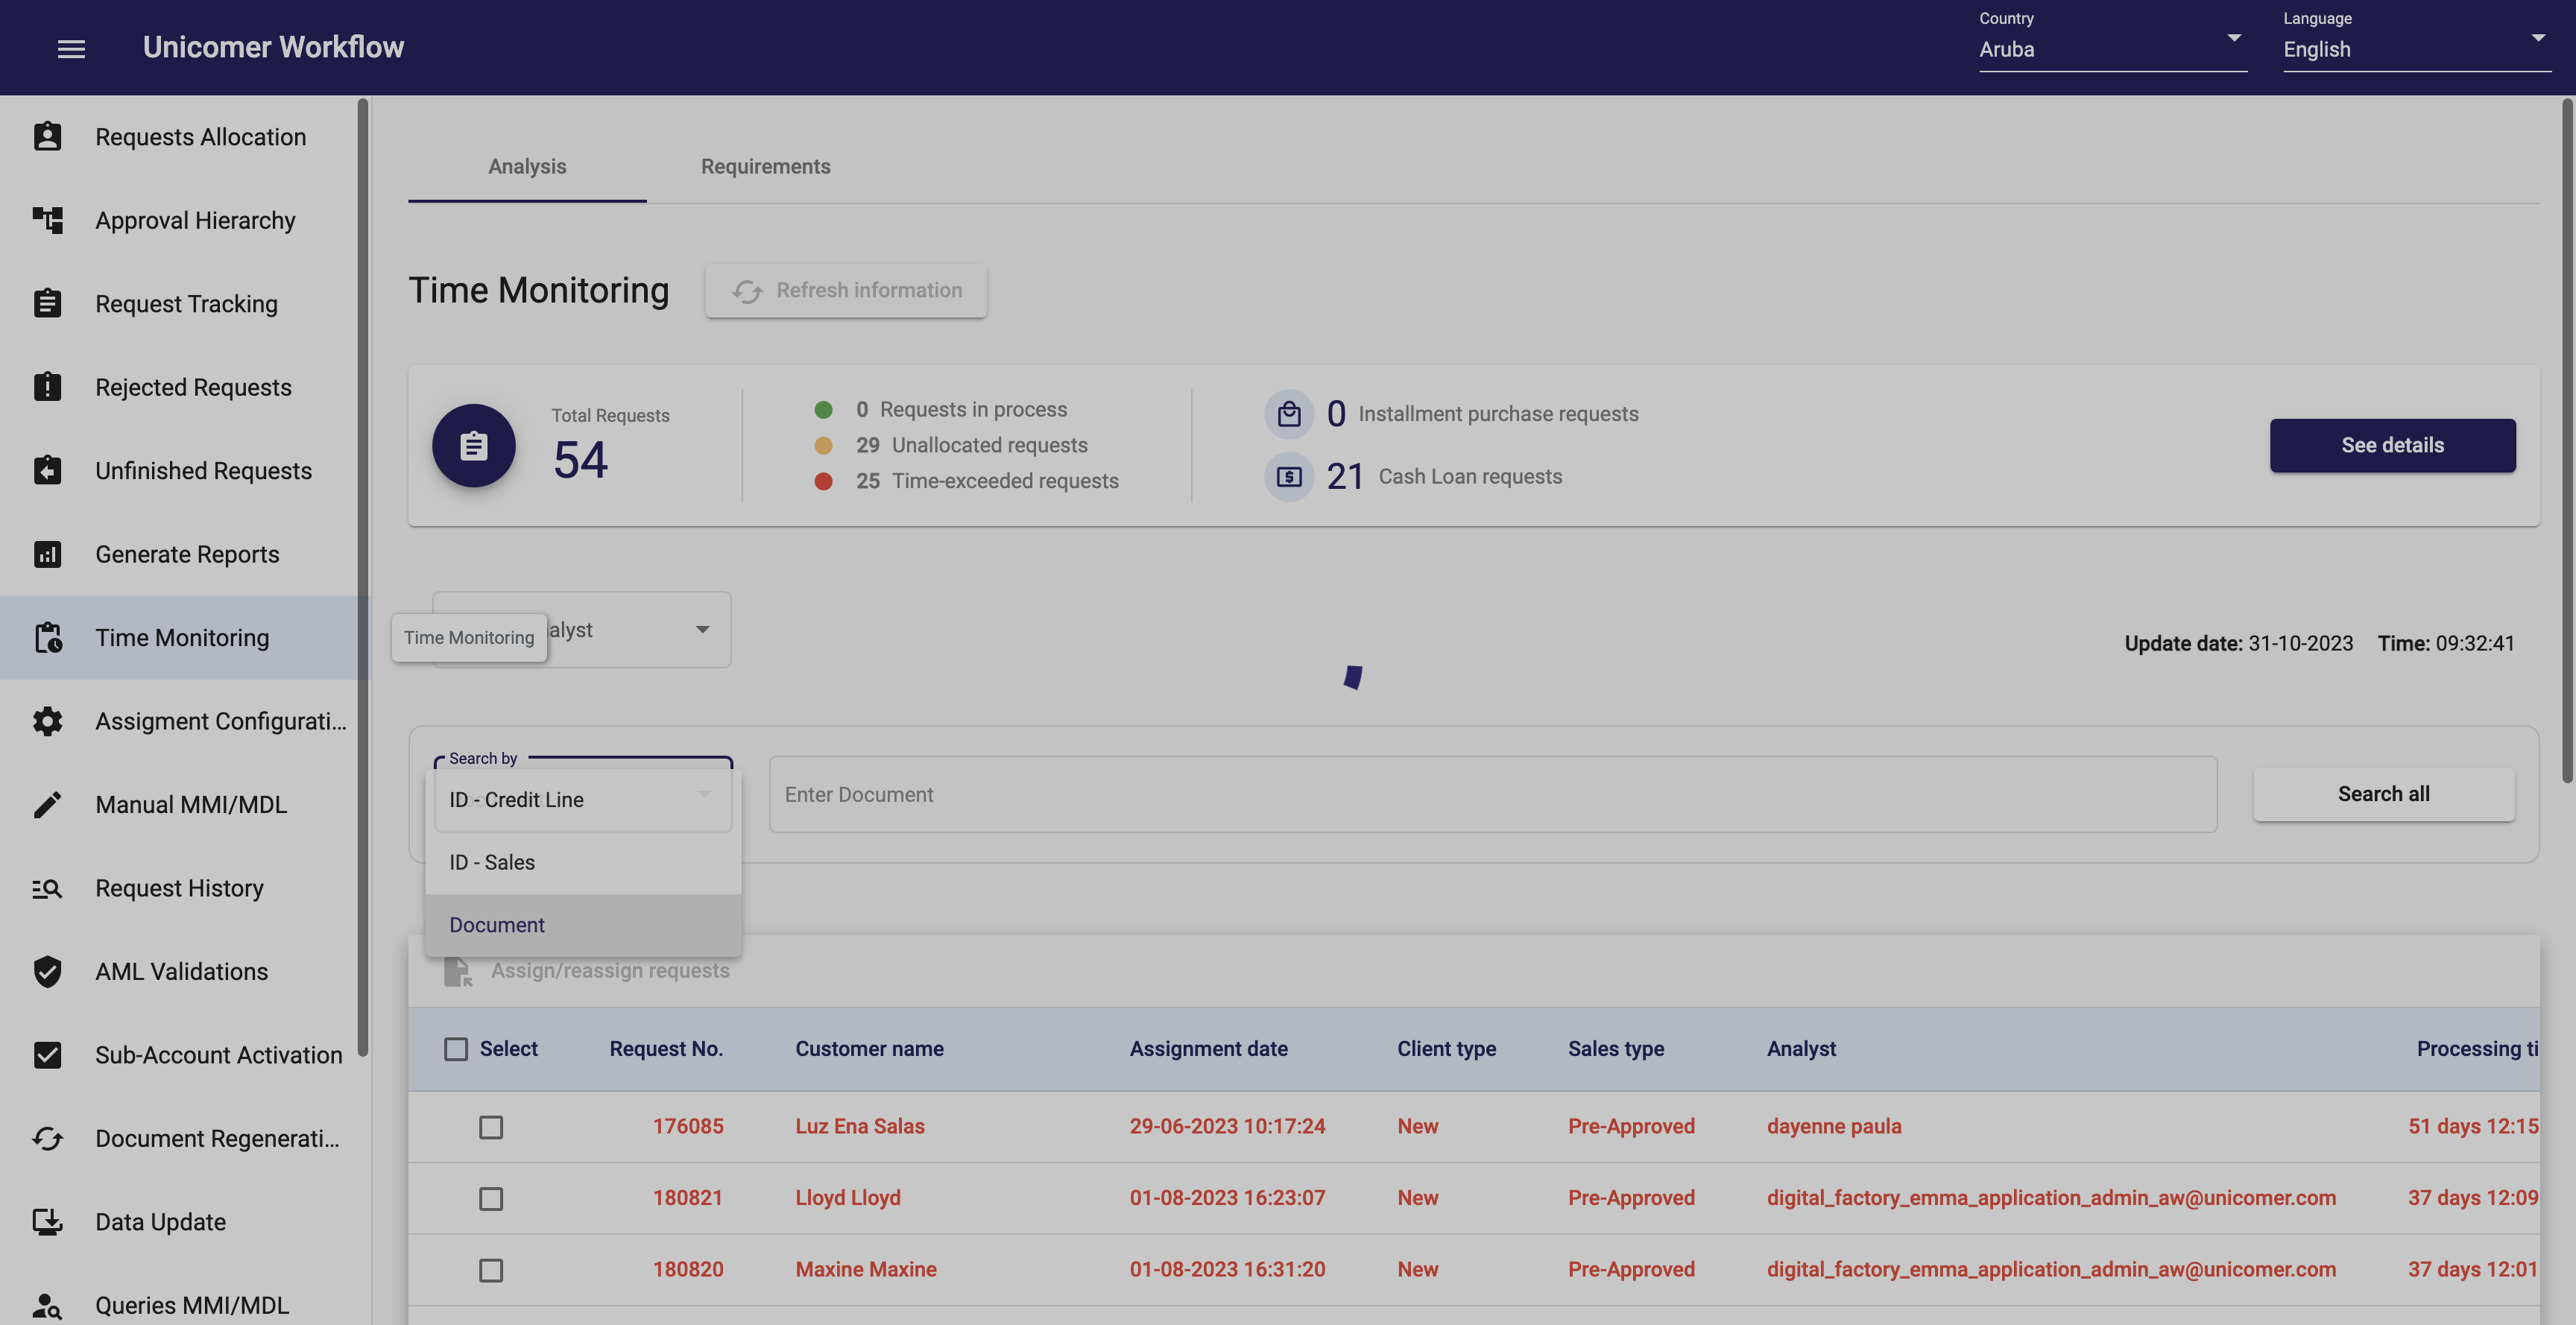 Unicomer Workflow
Country
Aruba
Language
English
Requests Allocation
Approval Hierarchy
Request Tracking
Rejected Requests
Unfinished Requests
Generate Reports
Time Monitoring
Assigment Configurati...
Manual MMI/MDL
Request History
AML Validations
Sub-Account Activation
Document Regenerati...
Data Update
Queries MMI/MDL
Analysis
Requirements
Time Monitoring
Refresh information
Total Requests
54
0 Requests in process
29 Unallocated requests
25 Time-exceeded requests
0 Installment purchase requests
21 Cash Loan requests
See details
Time Monitoring
alyst
Update date: 31-10-2023 Time: 09:32:41
Search by
ID - Credit Line
ID - Sales
Document
Enter Document
Search all
Assign/reassign requests
Select Request No. Customer name Assignment date Client type Sales type Analyst Processing ti
176085 Luz Ena Salas 29-06-2023 10:17:24 New Pre-Approved dayenne paula 51 days 12:15
180821 Lloyd Lloyd 01-08-2023 16:23:07 New Pre-Approved digital_factory_emma_application_admin_aw@unicomer.com 37 days 12:09
180820 Maxine Maxine 01-08-2023 16:31:20 New Pre-Approved digital_factory_emma_application_admin_aw@unicomer.com 37 days 12:01